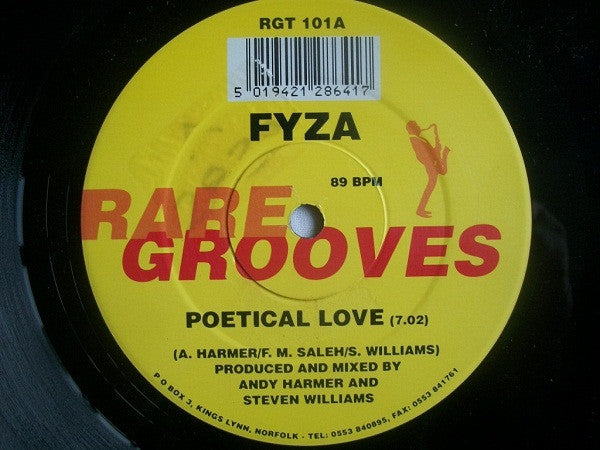 RGT 101A
5 019421 286417
FYZA
89 BPM
RARE
GROOVES
POETICAL LOVE (7.02)
(A. HARMER/F. M. SALEH/S. WILLIAMS)
PRODUCED AND MIXED BY
ANDY HARMER AND
STEVEN WILLIAMS
P O BOX 3, KINGS LYNN, NORFOLK - TEL: 0553 840895, FAX: 0553 841761